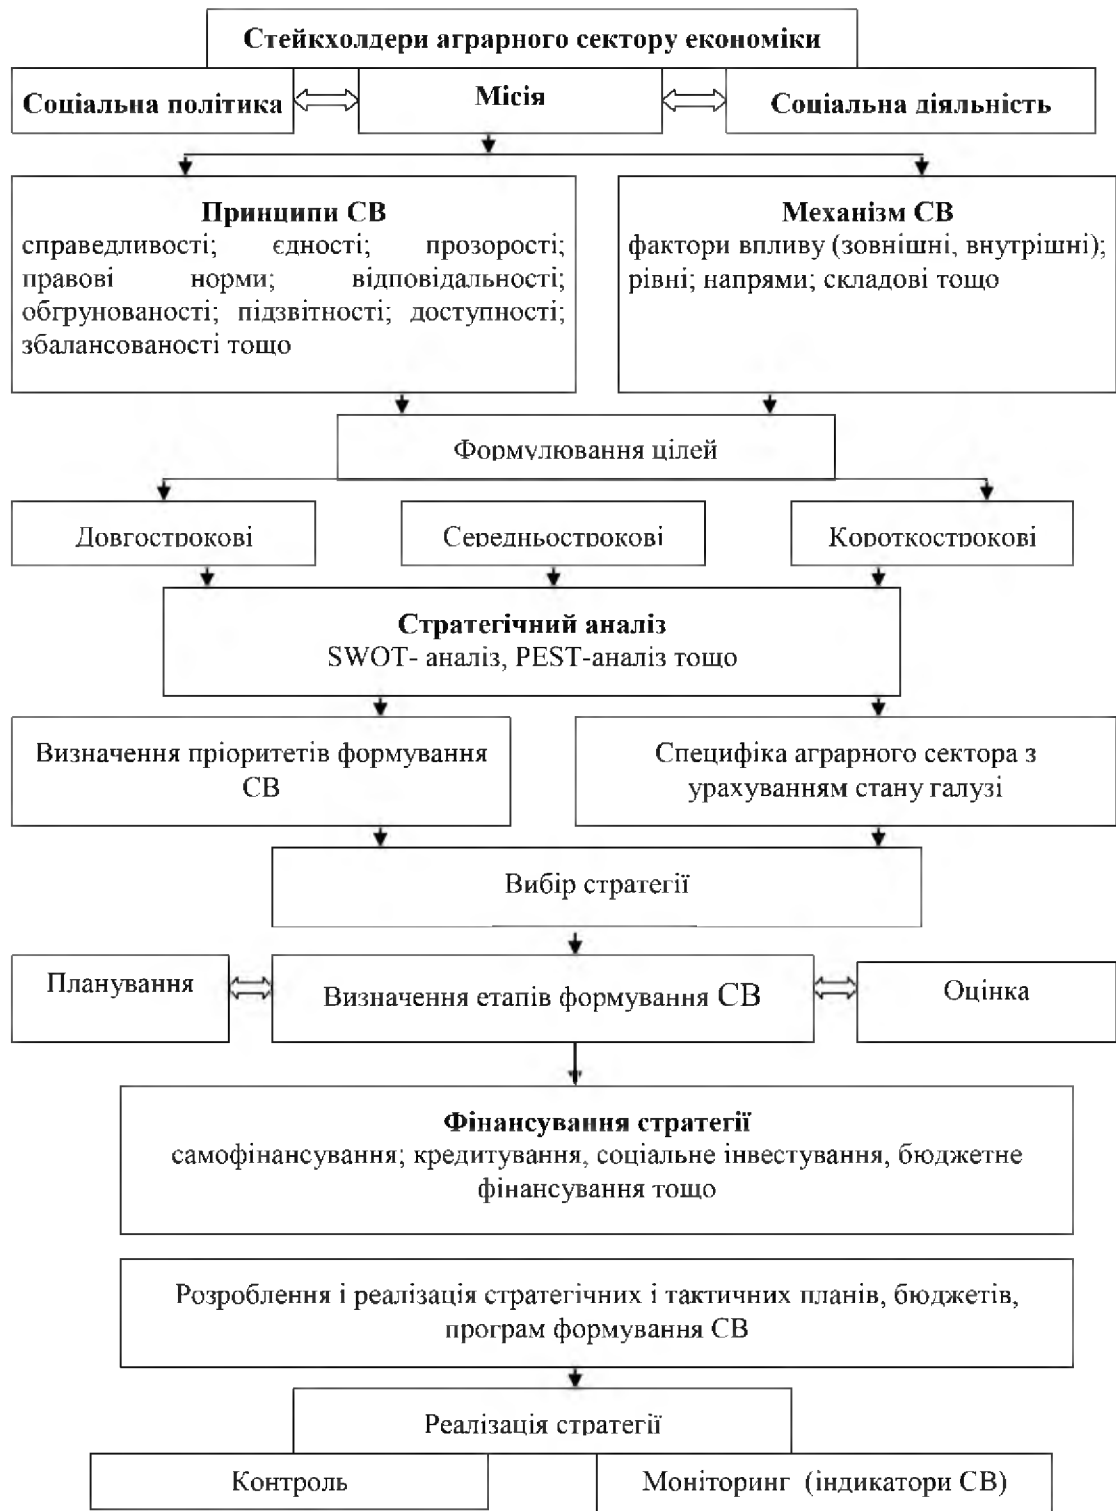 Стейкхолдери аграрного сектору економіки
Соціальна політика
Місія
Соціальна діяльність
Принципи СВ
справедливості; єдності; прозорості;
правові норми; відповідальності;
обгрунованості; підзвітності; доступності;
збалансованості тощо
Механізм СВ
фактори впливу (зовнішні, внутрішні);
рівні; напрями; складові тощо
Формулювання цілей
Довгострокові
Середньострокові
Короткострокові
Стратегічний аналіз
SWOT- аналіз, PEST-аналіз тощо
Визначення пріоритетів формування
СВ
Специфіка аграрного сектора з
урахуванням стану галузі
Вибір стратегії
Планування
Визначення етапів формування СВ
Оцінка
Фінансування стратегії
самофінансування; кредитування, соціальне інвестування, бюджетне
фінансування тощо
Розроблення і реалізація стратегічних і тактичних планів, бюджетів,
програм формування СВ
Реалізація стратегії
Контроль
Моніторинг (індикатори СВ)